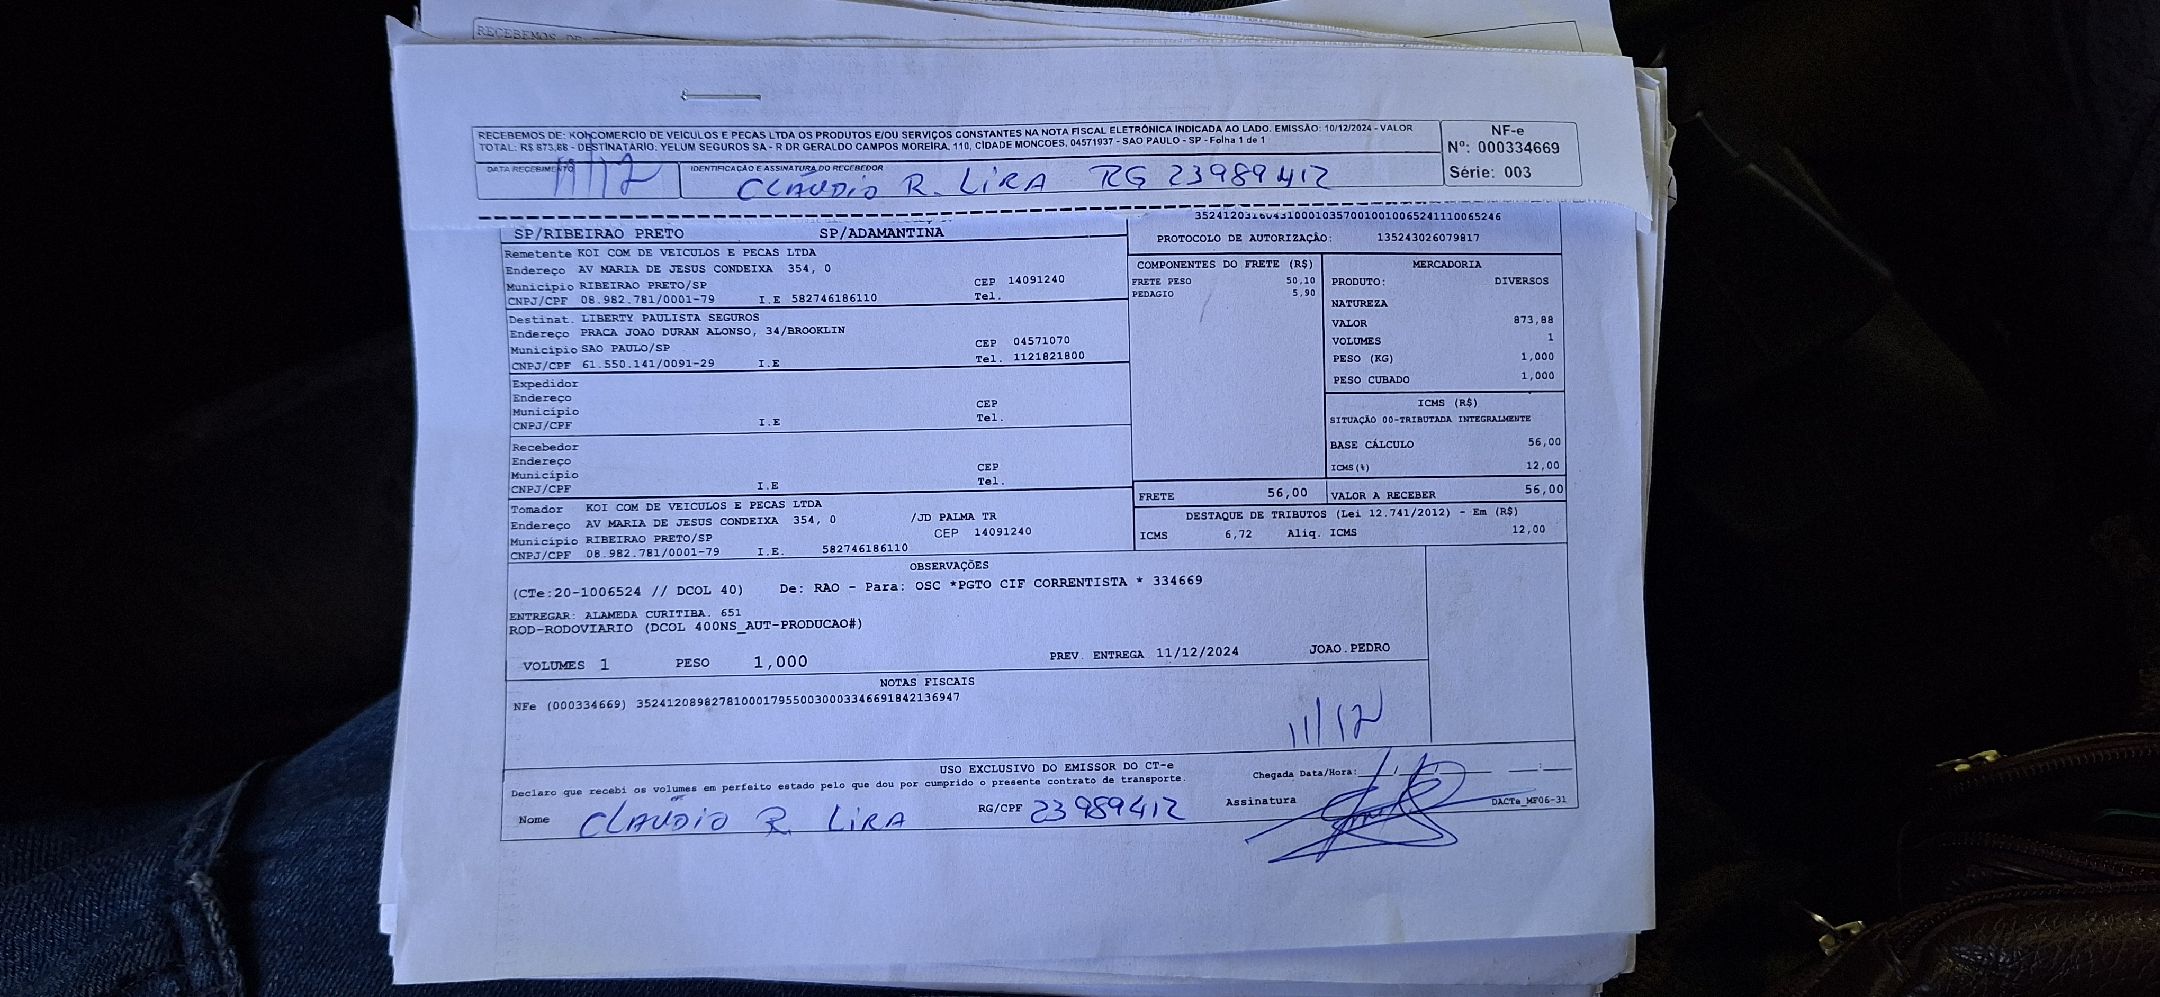 RECEBEMOS DE
RECEBEMOS DE: KOI COMERCIO DE VEICULOS E PECAS LTDA OS PRODUTOS E/OU SERVIÇOS CONSTANTES NA NOTA FISCAL ELETRÔNICA INDICADA AO LADO. EMISSÃO: 10/12/2024 - VALOR
TOTAL: R$ 873,88 - DESTINATARIO: YELUM SEGUROS SA - R DR GERALDO CAMPOS MOREIRA, 110, CIDADE MONCOES, 04571937 - SAO PAULO - SP - Folha 1 de 1
NF-e
Nº: 000334669
Série: 003
DATA RECEBIMENTO
11/12
IDENTIFICAÇÃO E ASSINATURA DO RECEBEDOR
CLÁUDIO R. LIRA RG 23989412
35241203160431000103570010010065241110065246
SP/RIBEIRAO PRETO SP/ADAMANTINA
PROTOCOLO DE AUTORIZAÇÃO: 135243026079817
Remetente KOI COM DE VEICULOS E PECAS LTDA
Endereço AV MARIA DE JESUS CONDEIXA 354, 0
Município RIBEIRAO PRETO/SP CEP 14091240
CNPJ/CPF 08.982.781/0001-79 I.E 582746186110 Tel.
Destinat. LIBERTY PAULISTA SEGUROS
Endereço PRACA JOAO DURAN ALONSO, 34/BROOKLIN
Município SAO PAULO/SP CEP 04571070
CNPJ/CPF 61.550.141/0091-29 I.E Tel. 1121821800
Expedidor
Endereço
Município CEP
CNPJ/CPF I.E Tel.
Recebedor
Endereço
Município CEP
CNPJ/CPF I.E Tel.
Tomador KOI COM DE VEICULOS E PECAS LTDA
Endereço AV MARIA DE JESUS CONDEIXA 354, 0 /JD PALMA TR
Município RIBEIRAO PRETO/SP CEP 14091240
CNPJ/CPF 08.982.781/0001-79 I.E. 582746186110
COMPONENTES DO FRETE (R$)
FRETE PESO 50,10
PEDAGIO 5,90
MERCADORIA
PRODUTO: DIVERSOS
NATUREZA
VALOR 873,88
VOLUMES 1
PESO (KG) 1,000
PESO CUBADO 1,000
ICMS (R$)
SITUAÇÃO 00-TRIBUTADA INTEGRALMENTE
BASE CÁLCULO 56,00
ICMS(%) 12,00
FRETE 56,00 VALOR A RECEBER 56,00
DESTAQUE DE TRIBUTOS (Lei 12.741/2012) - Em (R$)
ICMS 6,72 Aliq. ICMS 12,00
OBSERVAÇÕES
(CTe:20-1006524 // DCOL 40) De: RAO - Para: OSC *PGTO CIF CORRENTISTA * 334669
ENTREGAR: ALAMEDA CURITIBA. 651
ROD-RODOVIARIO (DCOL 400NS_AUT-PRODUCAO#)
VOLUMES 1 PESO 1,000 PREV. ENTREGA 11/12/2024 JOAO.PEDRO
NOTAS FISCAIS
NFe (000334669) 35241208982781000179550030003346691842136947
11/12
USO EXCLUSIVO DO EMISSOR DO CT-e
Declaro que recebi os volumes em perfeito estado pelo que dou por cumprido o presente contrato de transporte.
Chegada Data/Hora:
Nome CLÁUDIO R. LIRA RG/CPF 23989412 Assinatura
DACTe_MF06-31